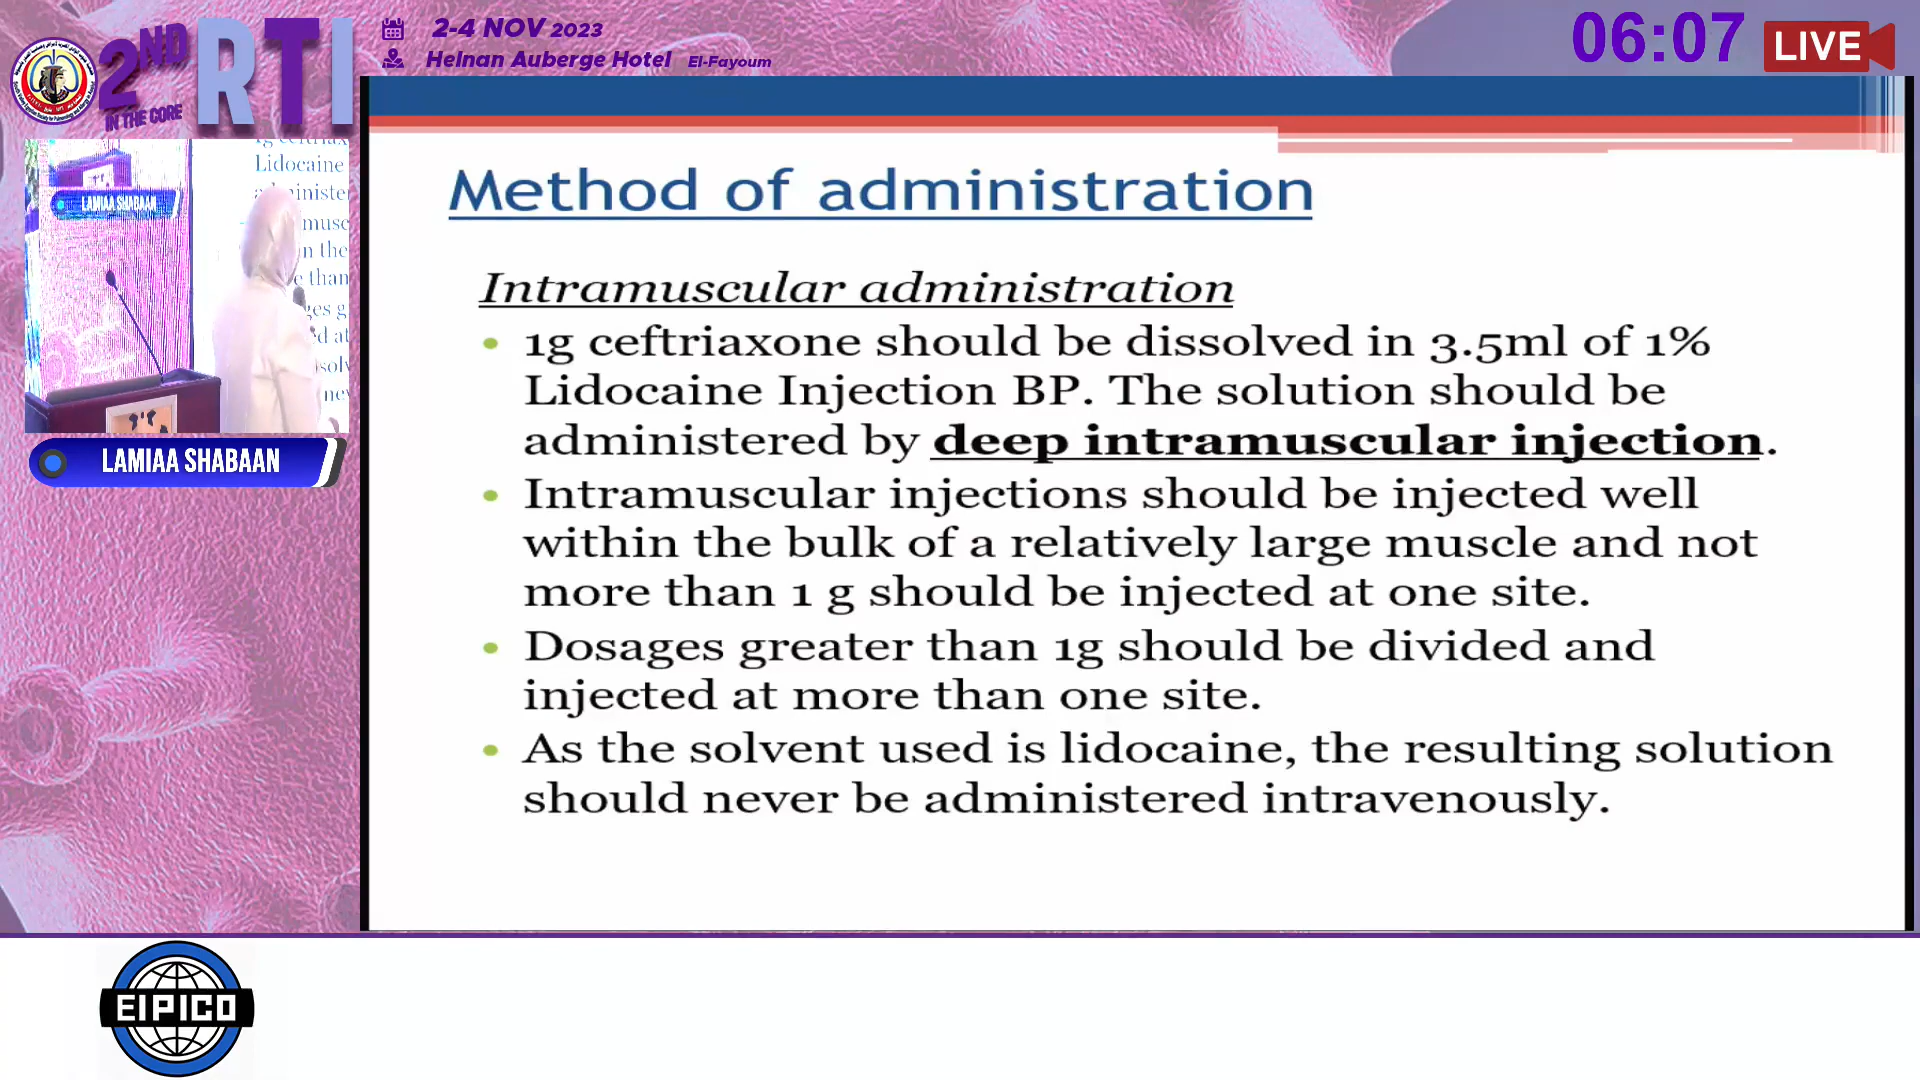 2ND RTI
IN THE CORE
2-4 NOV 2023
Helnan Auberge Hotel El-Fayoum
06:07
LIVE
Lidocaine
LAMIAA SHABAAN
musc
n the
than
LAMIAA SHABAAN
Method of administration
Intramuscular administration
• 1g ceftriaxone should be dissolved in 3.5ml of 1%
Lidocaine Injection BP. The solution should be
administered by deep intramuscular injection.
• Intramuscular injections should be injected well
within the bulk of a relatively large muscle and not
more than 1 g should be injected at one site.
• Dosages greater than 1g should be divided and
injected at more than one site.
• As the solvent used is lidocaine, the resulting solution
should never be administered intravenously.
EIPICO